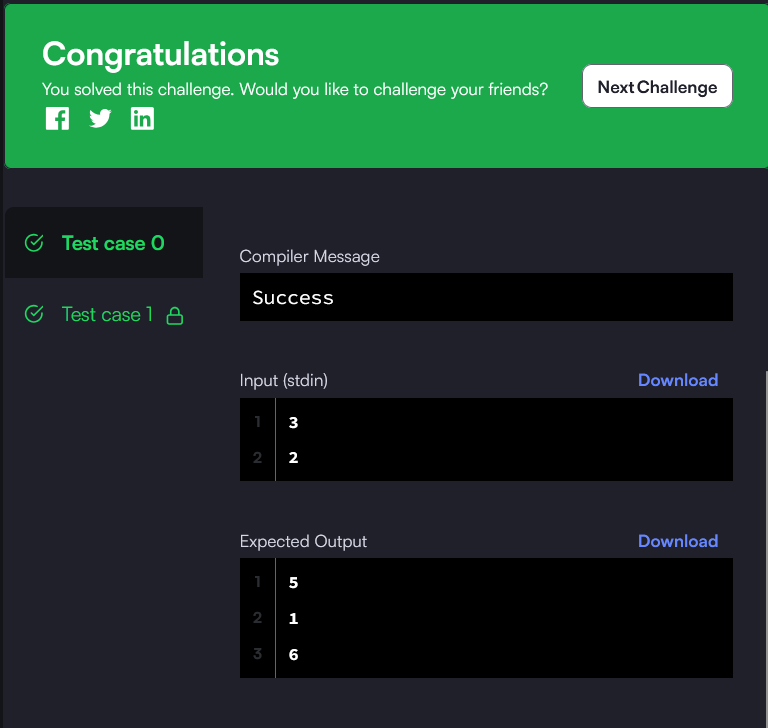 Congratulations
You solved this challenge. Would you like to challenge your friends?
Next Challenge
Test case 0
Test case 1
Compiler Message
Success
Input (stdin)
Download
1 3
2 2
Expected Output
Download
1 5
2 1
3 6